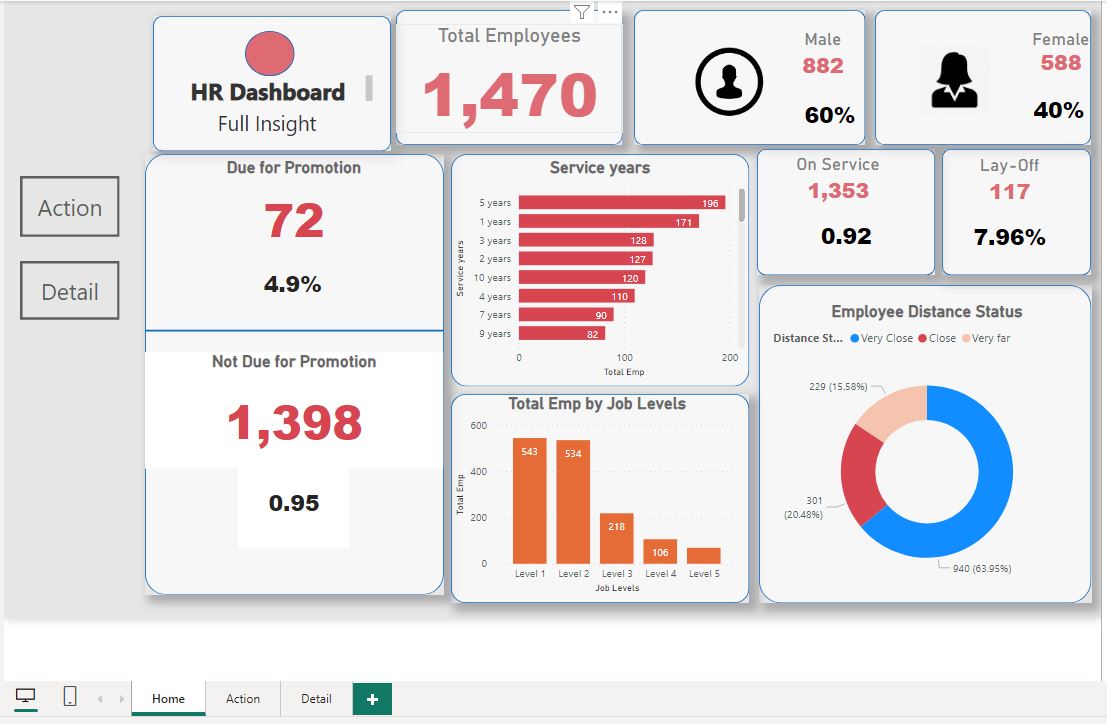 HR Dashboard
Full Insight
Total Employees
1,470
Male
882
60%
Female
588
40%
Action
Detail
Due for Promotion
72
4.9%
Not Due for Promotion
1,398
0.95
Service years
Service years
5 years 196
1 years 171
3 years 128
2 years 127
10 years 120
4 years 110
7 years 90
9 years 82
0 100 200
Total Emp
On Service
1,353
0.92
Lay-Off
117
7.96%
Total Emp by Job Levels
Total Emp
600
400
200
0
543 534 218 106
Level 1 Level 2 Level 3 Level 4 Level 5
Job Levels
Employee Distance Status
Distance St... Very Close Close Very far
229 (15.58%)
301
(20.48%)
940 (63.95%)
Home Action Detail +